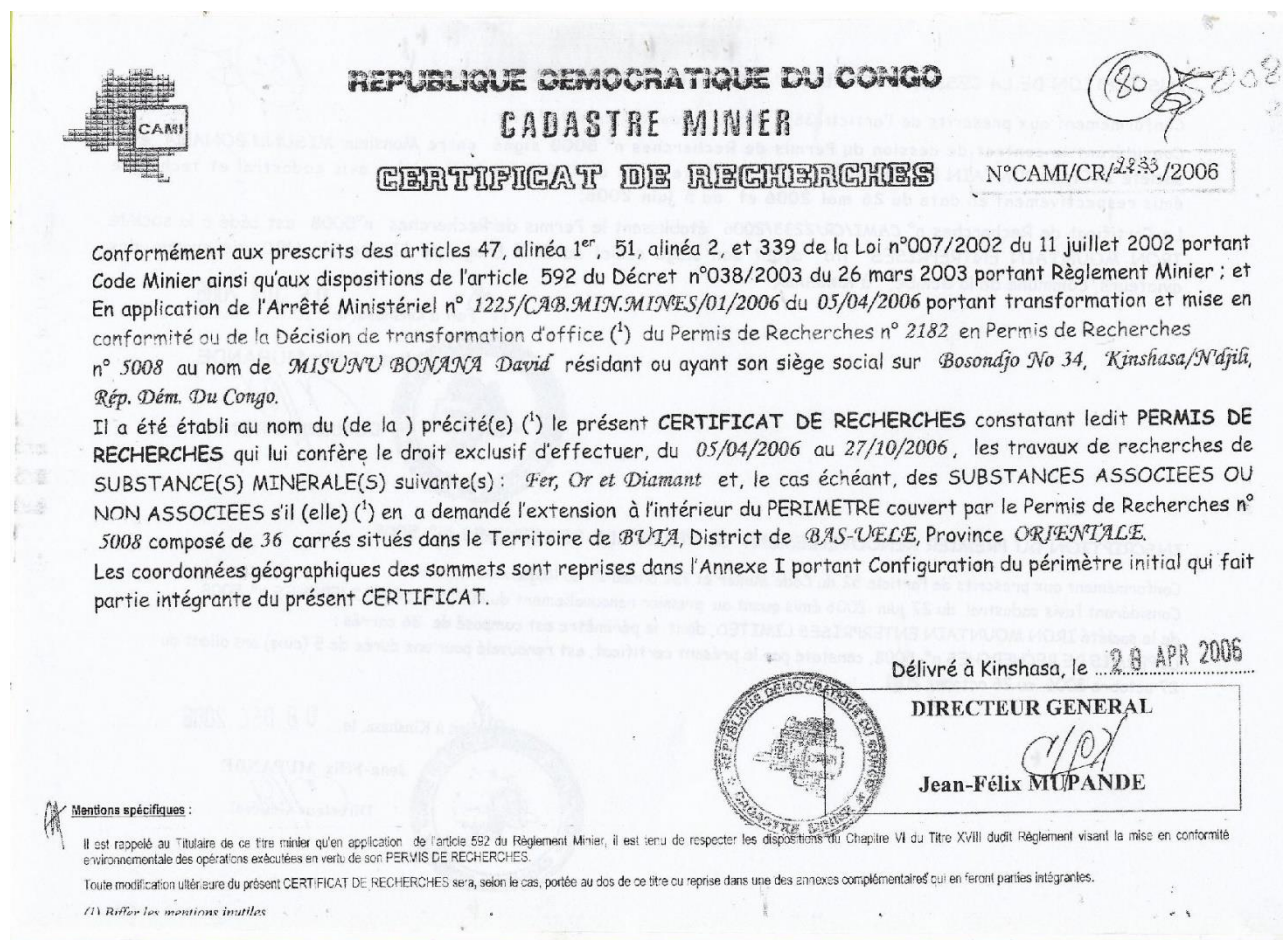 REPUBLIQUE DEMOCRATIQUE DU CONGO
CAMI
CADASTRE MINIER
CERTIFICAT DE RECHERCHES
N°CAMI/CR/2233/2006
80
5008
Conformément aux prescrits des articles 47, alinéa 1er, 51, alinéa 2, et 339 de la Loi n°007/2002 du 11 juillet 2002 portant
Code Minier ainsi qu'aux dispositions de l'article 592 du Décret n°038/2003 du 26 mars 2003 portant Règlement Minier ; et
En application de l'Arrêté Ministériel n° 1225/CAB.MIN.MINES/01/2006 du 05/04/2006 portant transformation et mise en
conformité ou de la Décision de transformation d'office (1) du Permis de Recherches n° 2182 en Permis de Recherches
n° 5008 au nom de MISUNU BONANA David résidant ou ayant son siège social sur Bosondjo No 34, Kinshasa/N'djili,
Rép. Dém. Du Congo.
Il a été établi au nom du (de la ) précité(e) (1) le présent CERTIFICAT DE RECHERCHES constatant ledit PERMIS DE
RECHERCHES qui lui confère le droit exclusif d'effectuer, du 05/04/2006 au 27/10/2006, les travaux de recherches de
SUBSTANCE(S) MINERALE(S) suivante(s) : Fer, Or et Diamant et, le cas échéant, des SUBSTANCES ASSOCIEES OU
NON ASSOCIEES s'il (elle) (1) en a demandé l'extension à l'intérieur du PERIMETRE couvert par le Permis de Recherches n°
5008 composé de 36 carrés situés dans le Territoire de BUTA, District de BAS-UELE, Province ORIENTALE.
Les coordonnées géographiques des sommets sont reprises dans l'Annexe I portant Configuration du périmètre initial qui fait
partie intégrante du présent CERTIFICAT.
Délivré à Kinshasa, le 28 APR 2006
DIRECTEUR GENERAL
Jean-Félix MUPANDE
REPUBLIQUE DEMOCRATIQUE DU CONGO
CADASTRE MINIER
Mentions spécifiques :
Il est rappelé au Titulaire de ce titre minier qu'en application de l'article 592 du Règlement Minier, il est tenu de respecter les dispositions du Chapitre VI du Titre XVIII dudit Règlement visant la mise en conformité
environnementale des opérations exécutées en vertu de son PERMIS DE RECHERCHES.
Toute modification ultérieure du présent CERTIFICAT DE RECHERCHES sera, selon le cas, portée au dos de ce titre ou reprise dans une des annexes complémentaires qui en feront parties intégrantes.
(1) Biffer les mentions inutiles